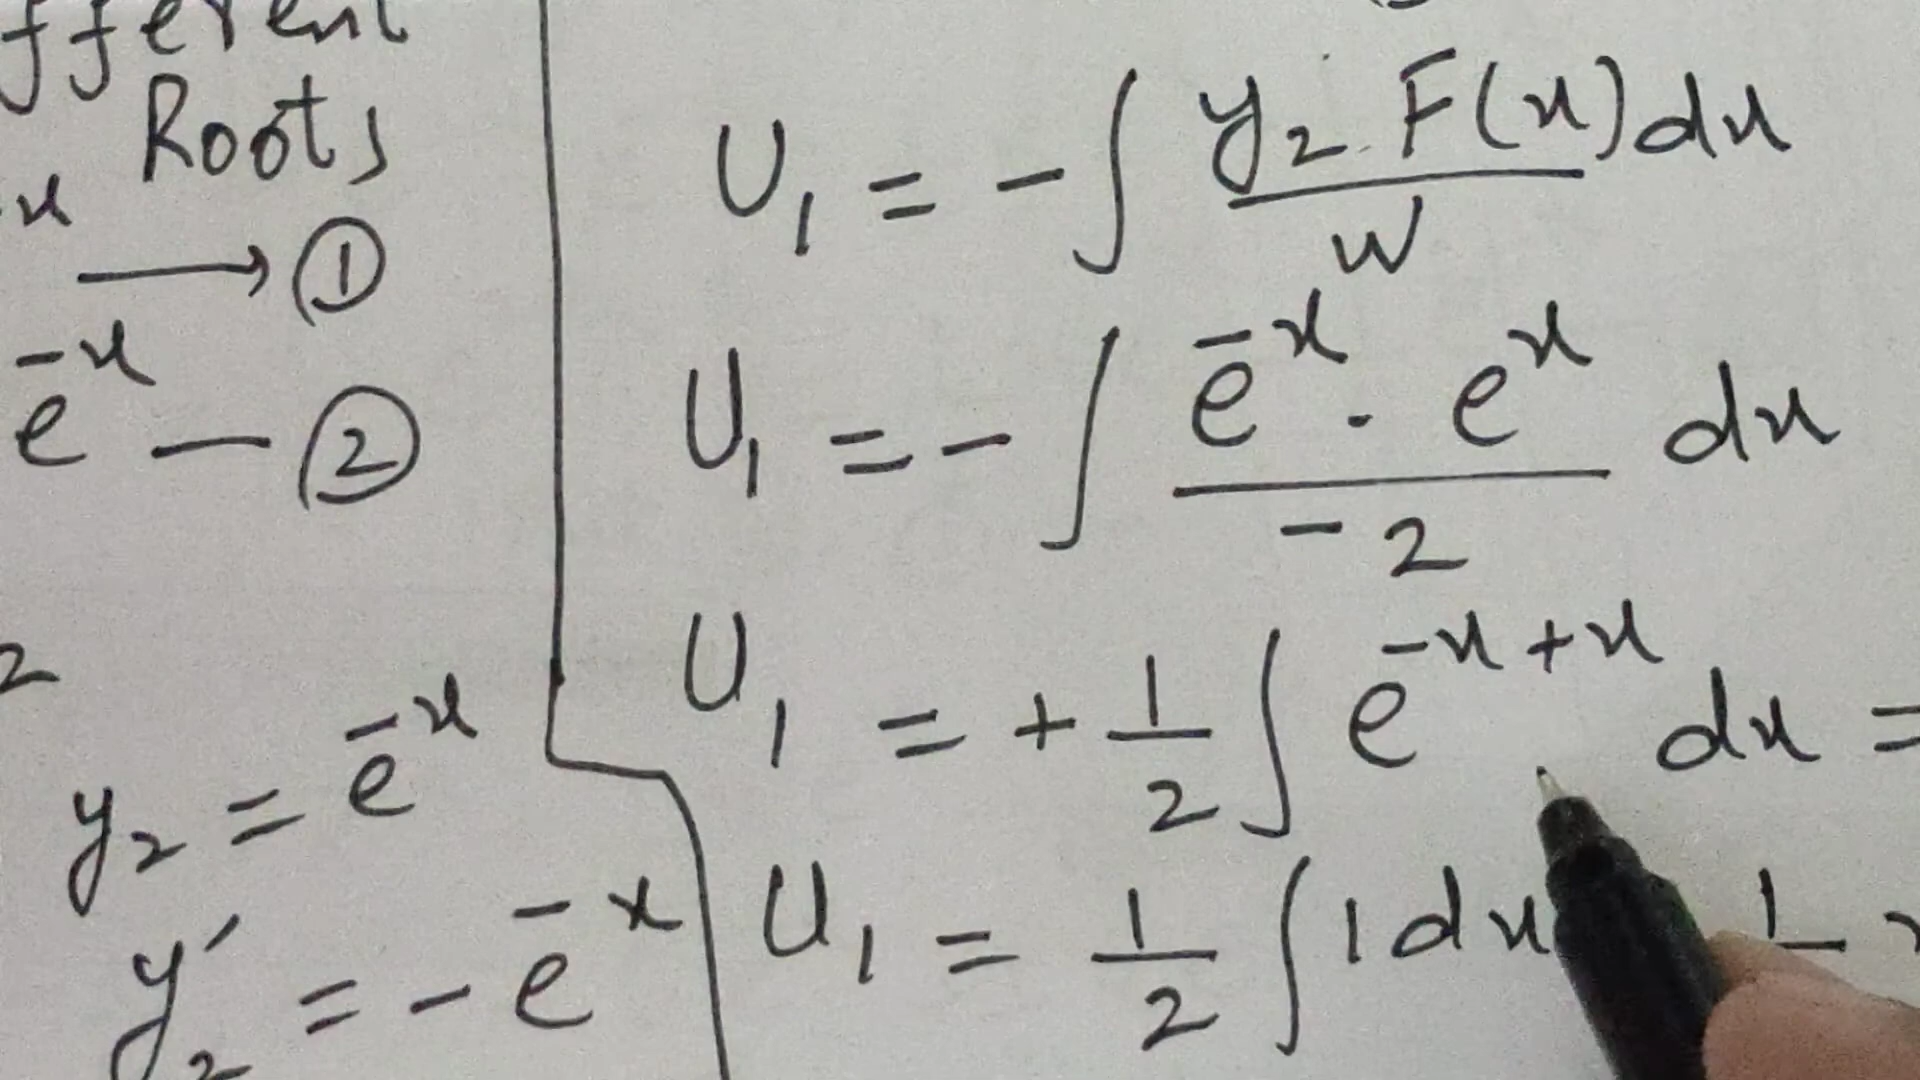 fferent
Roots
x → ①
e^-x — ②
2
y₂ = e^-x
y₂′ = -e^-x
U₁ = -∫ y₂. F(x) dx / W
U₁ = -∫ e^-x . e^x / -2 dx
U₁ = + 1/2 ∫ e^-x+x dx =
U₁ = 1/2 ∫ 1 dx